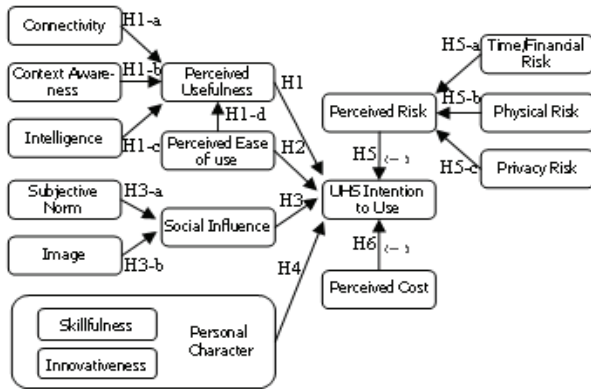 Connectivity
H1-a
Context Aware-
ness
H1-b
Intelligence
H1-c
Perceived
Usefulness
H1
H1-d
Perceived Ease
of use
H2
Subjective
Norm
H3-a
Image
H3-b
Social Influence
H3
H4
Skillfulness
Innovativeness
Personal
Character
Time/Financial
Risk
H5-a
Physical Risk
H5-b
Privacy Risk
H5-c
Perceived Risk
H5 (−)
UHS Intention
to Use
H6 (−)
Perceived Cost